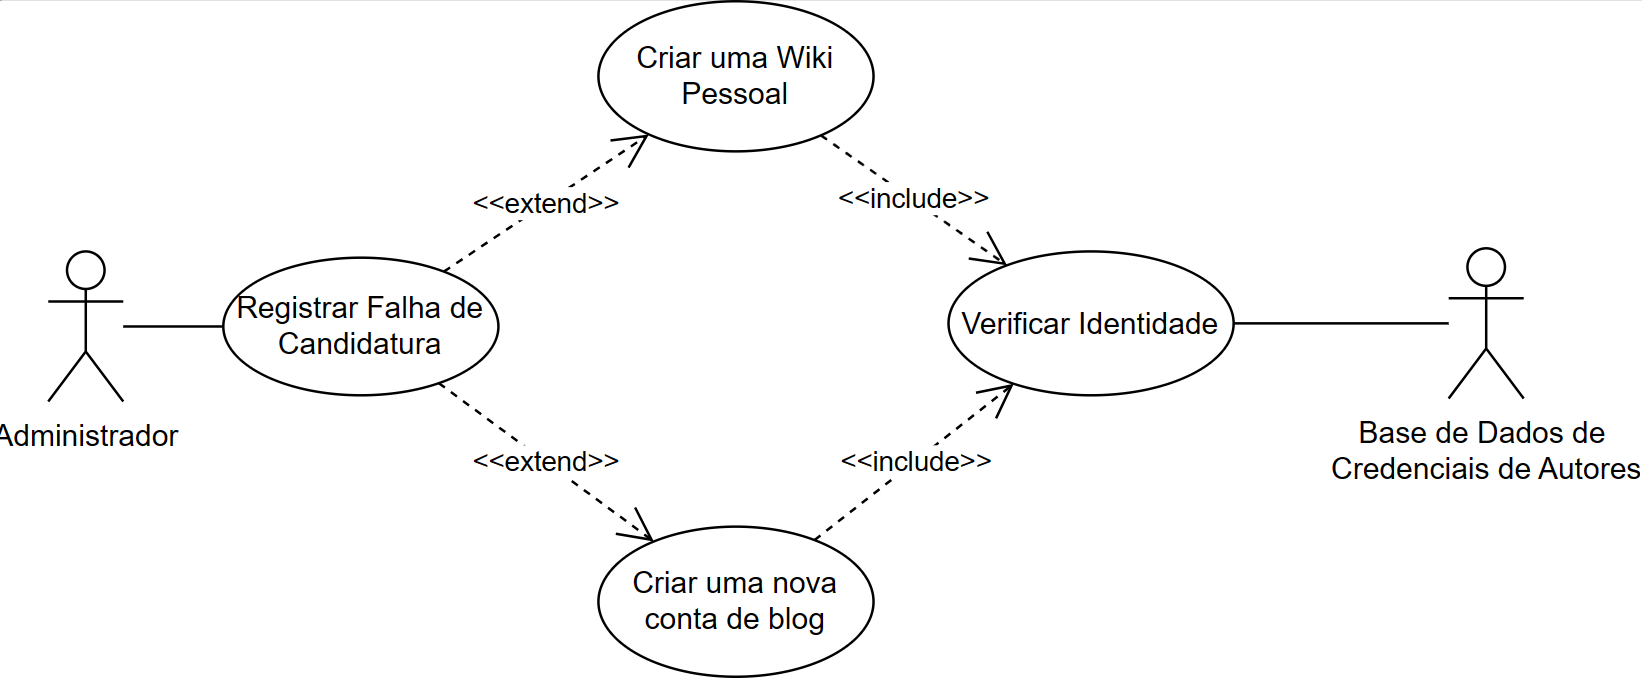 Criar uma Wiki
Pessoal
<<extend>>
<<include>>
Registrar Falha de
Candidatura
Verificar Identidade
Administrador
Base de Dados de
Credenciais de Autores
<<extend>>
<<include>>
Criar uma nova
conta de blog